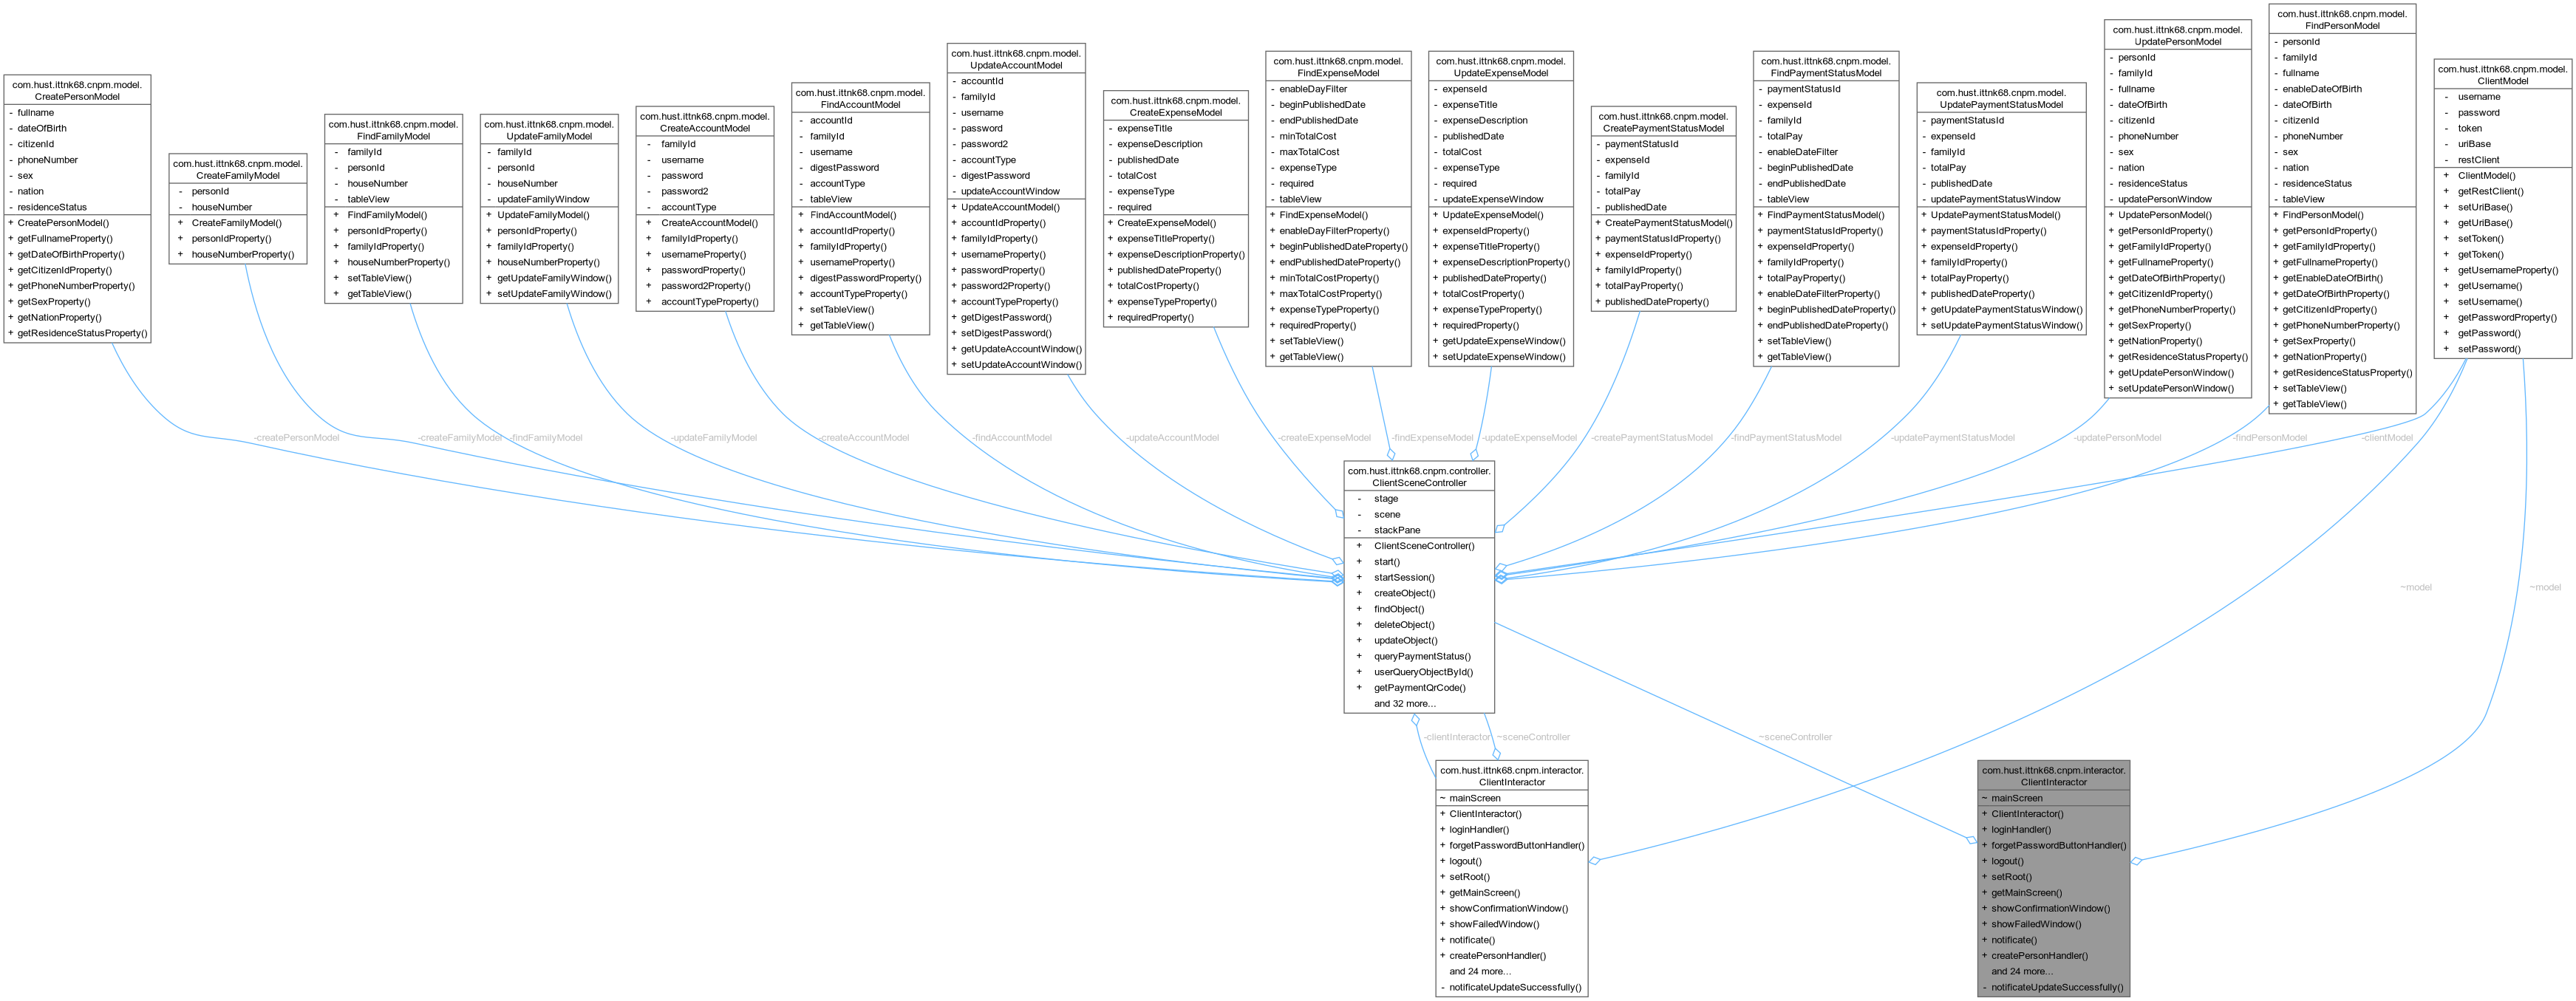 com.hust.ittnk68.cnpm.model.
CreatePersonModel
- fullname
- dateOfBirth
- citizenId
- phoneNumber
- sex
- nation
- residenceStatus
+ CreatePersonModel()
+ getFullnameProperty()
+ getDateOfBirthProperty()
+ getCitizenIdProperty()
+ getPhoneNumberProperty()
+ getSexProperty()
+ getNationProperty()
+ getResidenceStatusProperty()
com.hust.ittnk68.cnpm.model.
CreateFamilyModel
- personId
- houseNumber
+ CreateFamilyModel()
+ personIdProperty()
+ houseNumberProperty()
com.hust.ittnk68.cnpm.model.
FindFamilyModel
- familyId
- personId
- houseNumber
- tableView
+ FindFamilyModel()
+ personIdProperty()
+ familyIdProperty()
+ houseNumberProperty()
+ setTableView()
+ getTableView()
com.hust.ittnk68.cnpm.model.
UpdateFamilyModel
- familyId
- personId
- houseNumber
- updateFamilyWindow
+ UpdateFamilyModel()
+ personIdProperty()
+ familyIdProperty()
+ houseNumberProperty()
+ getUpdateFamilyWindow()
+ setUpdateFamilyWindow()
com.hust.ittnk68.cnpm.model.
CreateAccountModel
- familyId
- username
- password
- password2
- accountType
+ CreateAccountModel()
+ familyIdProperty()
+ usernameProperty()
+ passwordProperty()
+ password2Property()
+ accountTypeProperty()
com.hust.ittnk68.cnpm.model.
FindAccountModel
- accountId
- familyId
- username
- digestPassword
- accountType
- tableView
+ FindAccountModel()
+ accountIdProperty()
+ familyIdProperty()
+ usernameProperty()
+ digestPasswordProperty()
+ accountTypeProperty()
+ setTableView()
+ getTableView()
com.hust.ittnk68.cnpm.model.
UpdateAccountModel
- accountId
- familyId
- username
- password
- password2
- accountType
- digestPassword
- updateAccountWindow
+ UpdateAccountModel()
+ accountIdProperty()
+ familyIdProperty()
+ usernameProperty()
+ passwordProperty()
+ password2Property()
+ accountTypeProperty()
+ getDigestPassword()
+ setDigestPassword()
+ getUpdateAccountWindow()
+ setUpdateAccountWindow()
com.hust.ittnk68.cnpm.model.
CreateExpenseModel
- expenseTitle
- expenseDescription
- publishedDate
- totalCost
- expenseType
- required
+ CreateExpenseModel()
+ expenseTitleProperty()
+ expenseDescriptionProperty()
+ publishedDateProperty()
+ totalCostProperty()
+ expenseTypeProperty()
+ requiredProperty()
com.hust.ittnk68.cnpm.model.
FindExpenseModel
- enableDayFilter
- beginPublishedDate
- endPublishedDate
- minTotalCost
- maxTotalCost
- expenseType
- required
- tableView
+ FindExpenseModel()
+ enableDayFilterProperty()
+ beginPublishedDateProperty()
+ endPublishedDateProperty()
+ minTotalCostProperty()
+ maxTotalCostProperty()
+ expenseTypeProperty()
+ requiredProperty()
+ setTableView()
+ getTableView()
com.hust.ittnk68.cnpm.model.
UpdateExpenseModel
- expenseId
- expenseTitle
- expenseDescription
- publishedDate
- totalCost
- expenseType
- required
- updateExpenseWindow
+ UpdateExpenseModel()
+ expenseIdProperty()
+ expenseTitleProperty()
+ expenseDescriptionProperty()
+ publishedDateProperty()
+ totalCostProperty()
+ expenseTypeProperty()
+ requiredProperty()
+ getUpdateExpenseWindow()
+ setUpdateExpenseWindow()
com.hust.ittnk68.cnpm.model.
CreatePaymentStatusModel
- paymentStatusId
- expenseId
- familyId
- totalPay
- publishedDate
+ CreatePaymentStatusModel()
+ paymentStatusIdProperty()
+ expenseIdProperty()
+ familyIdProperty()
+ totalPayProperty()
+ publishedDateProperty()
com.hust.ittnk68.cnpm.model.
FindPaymentStatusModel
- paymentStatusId
- expenseId
- familyId
- totalPay
- enableDateFilter
- beginPublishedDate
- endPublishedDate
- tableView
+ FindPaymentStatusModel()
+ paymentStatusIdProperty()
+ expenseIdProperty()
+ familyIdProperty()
+ totalPayProperty()
+ enableDateFilterProperty()
+ beginPublishedDateProperty()
+ endPublishedDateProperty()
+ setTableView()
+ getTableView()
com.hust.ittnk68.cnpm.model.
UpdatePaymentStatusModel
- paymentStatusId
- expenseId
- familyId
- totalPay
- publishedDate
- updatePaymentStatusWindow
+ UpdatePaymentStatusModel()
+ paymentStatusIdProperty()
+ expenseIdProperty()
+ familyIdProperty()
+ totalPayProperty()
+ publishedDateProperty()
+ getUpdatePaymentStatusWindow()
+ setUpdatePaymentStatusWindow()
com.hust.ittnk68.cnpm.model.
UpdatePersonModel
- personId
- familyId
- fullname
- dateOfBirth
- citizenId
- phoneNumber
- sex
- nation
- residenceStatus
- updatePersonWindow
+ UpdatePersonModel()
+ getPersonIdProperty()
+ getFamilyIdProperty()
+ getFullnameProperty()
+ getDateOfBirthProperty()
+ getCitizenIdProperty()
+ getPhoneNumberProperty()
+ getSexProperty()
+ getNationProperty()
+ getResidenceStatusProperty()
+ getUpdatePersonWindow()
+ setUpdatePersonWindow()
com.hust.ittnk68.cnpm.model.
FindPersonModel
- personId
- familyId
- fullname
- enableDateOfBirth
- dateOfBirth
- citizenId
- phoneNumber
- sex
- nation
- residenceStatus
- tableView
+ FindPersonModel()
+ getPersonIdProperty()
+ getFamilyIdProperty()
+ getFullnameProperty()
+ getEnableDateOfBirth()
+ getDateOfBirthProperty()
+ getCitizenIdProperty()
+ getPhoneNumberProperty()
+ getSexProperty()
+ getNationProperty()
+ getResidenceStatusProperty()
+ setTableView()
+ getTableView()
com.hust.ittnk68.cnpm.model.
ClientModel
- username
- password
- token
- uriBase
- restClient
+ ClientModel()
+ getRestClient()
+ setUriBase()
+ getUriBase()
+ setToken()
+ getToken()
+ getUsernameProperty()
+ getUsername()
+ setUsername()
+ getPasswordProperty()
+ getPassword()
+ setPassword()
-createPersonModel
-createFamilyModel
-findFamilyModel
-updateFamilyModel
-createAccountModel
-findAccountModel
-updateAccountModel
-createExpenseModel
-findExpenseModel
-updateExpenseModel
-createPaymentStatusModel
-findPaymentStatusModel
-updatePaymentStatusModel
-updatePersonModel
-findPersonModel
-clientModel
com.hust.ittnk68.cnpm.controller.
ClientSceneController
- stage
- scene
- stackPane
+ ClientSceneController()
+ start()
+ startSession()
+ createObject()
+ findObject()
+ deleteObject()
+ updateObject()
+ queryPaymentStatus()
+ userQueryObjectById()
+ getPaymentQrCode()
and 32 more...
~model
~model
-clientInteractor
~sceneController
~sceneController
com.hust.ittnk68.cnpm.interactor.
ClientInteractor
~ mainScreen
+ ClientInteractor()
+ loginHandler()
+ forgetPasswordButtonHandler()
+ logout()
+ setRoot()
+ getMainScreen()
+ showConfirmationWindow()
+ showFailedWindow()
+ notificate()
+ createPersonHandler()
and 24 more...
- notificateUpdateSuccessfully()
com.hust.ittnk68.cnpm.interactor.
ClientInteractor
~ mainScreen
+ ClientInteractor()
+ loginHandler()
+ forgetPasswordButtonHandler()
+ logout()
+ setRoot()
+ getMainScreen()
+ showConfirmationWindow()
+ showFailedWindow()
+ notificate()
+ createPersonHandler()
and 24 more...
- notificateUpdateSuccessfully()